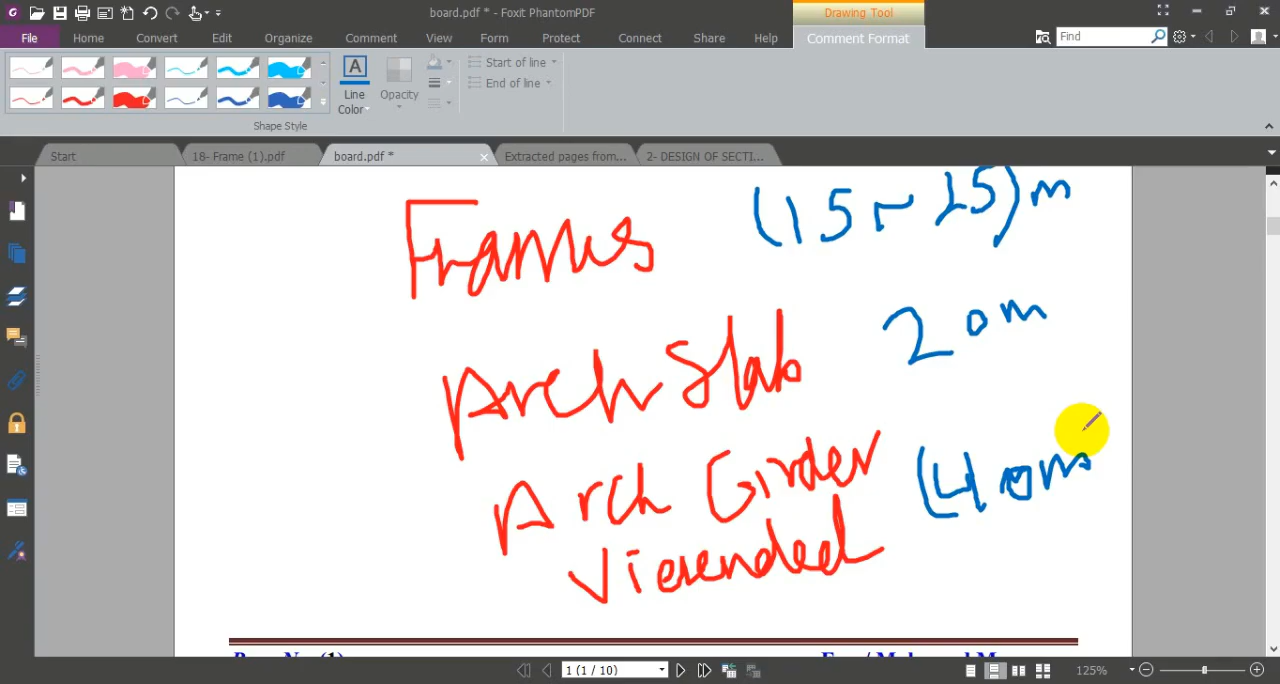 board.pdf * - Foxit PhantomPDF
Drawing Tool
File Home Convert Edit Organize Comment View Form Protect Connect Share Help Comment Format Find
Line Color
Opacity
Start of line
End of line
Shape Style
Start 18- Frame (1).pdf board.pdf * Extracted pages from... 2- DESIGN OF SECTI...
Frames (15 ~ 25) m
Arch Slab 20m
Arch Girder (40m
Vierendeel
1 (1 / 10) 125%